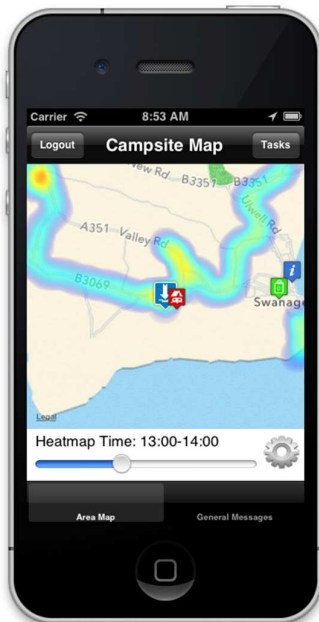 Carrier 8:53 AM
Logout Campsite Map Tasks
New Rd B3351 B3351
A351 Valley Rd Ulwell Rd
B3069
i
Swanage
Legal
Heatmap Time: 13:00-14:00
Area Map General Messages